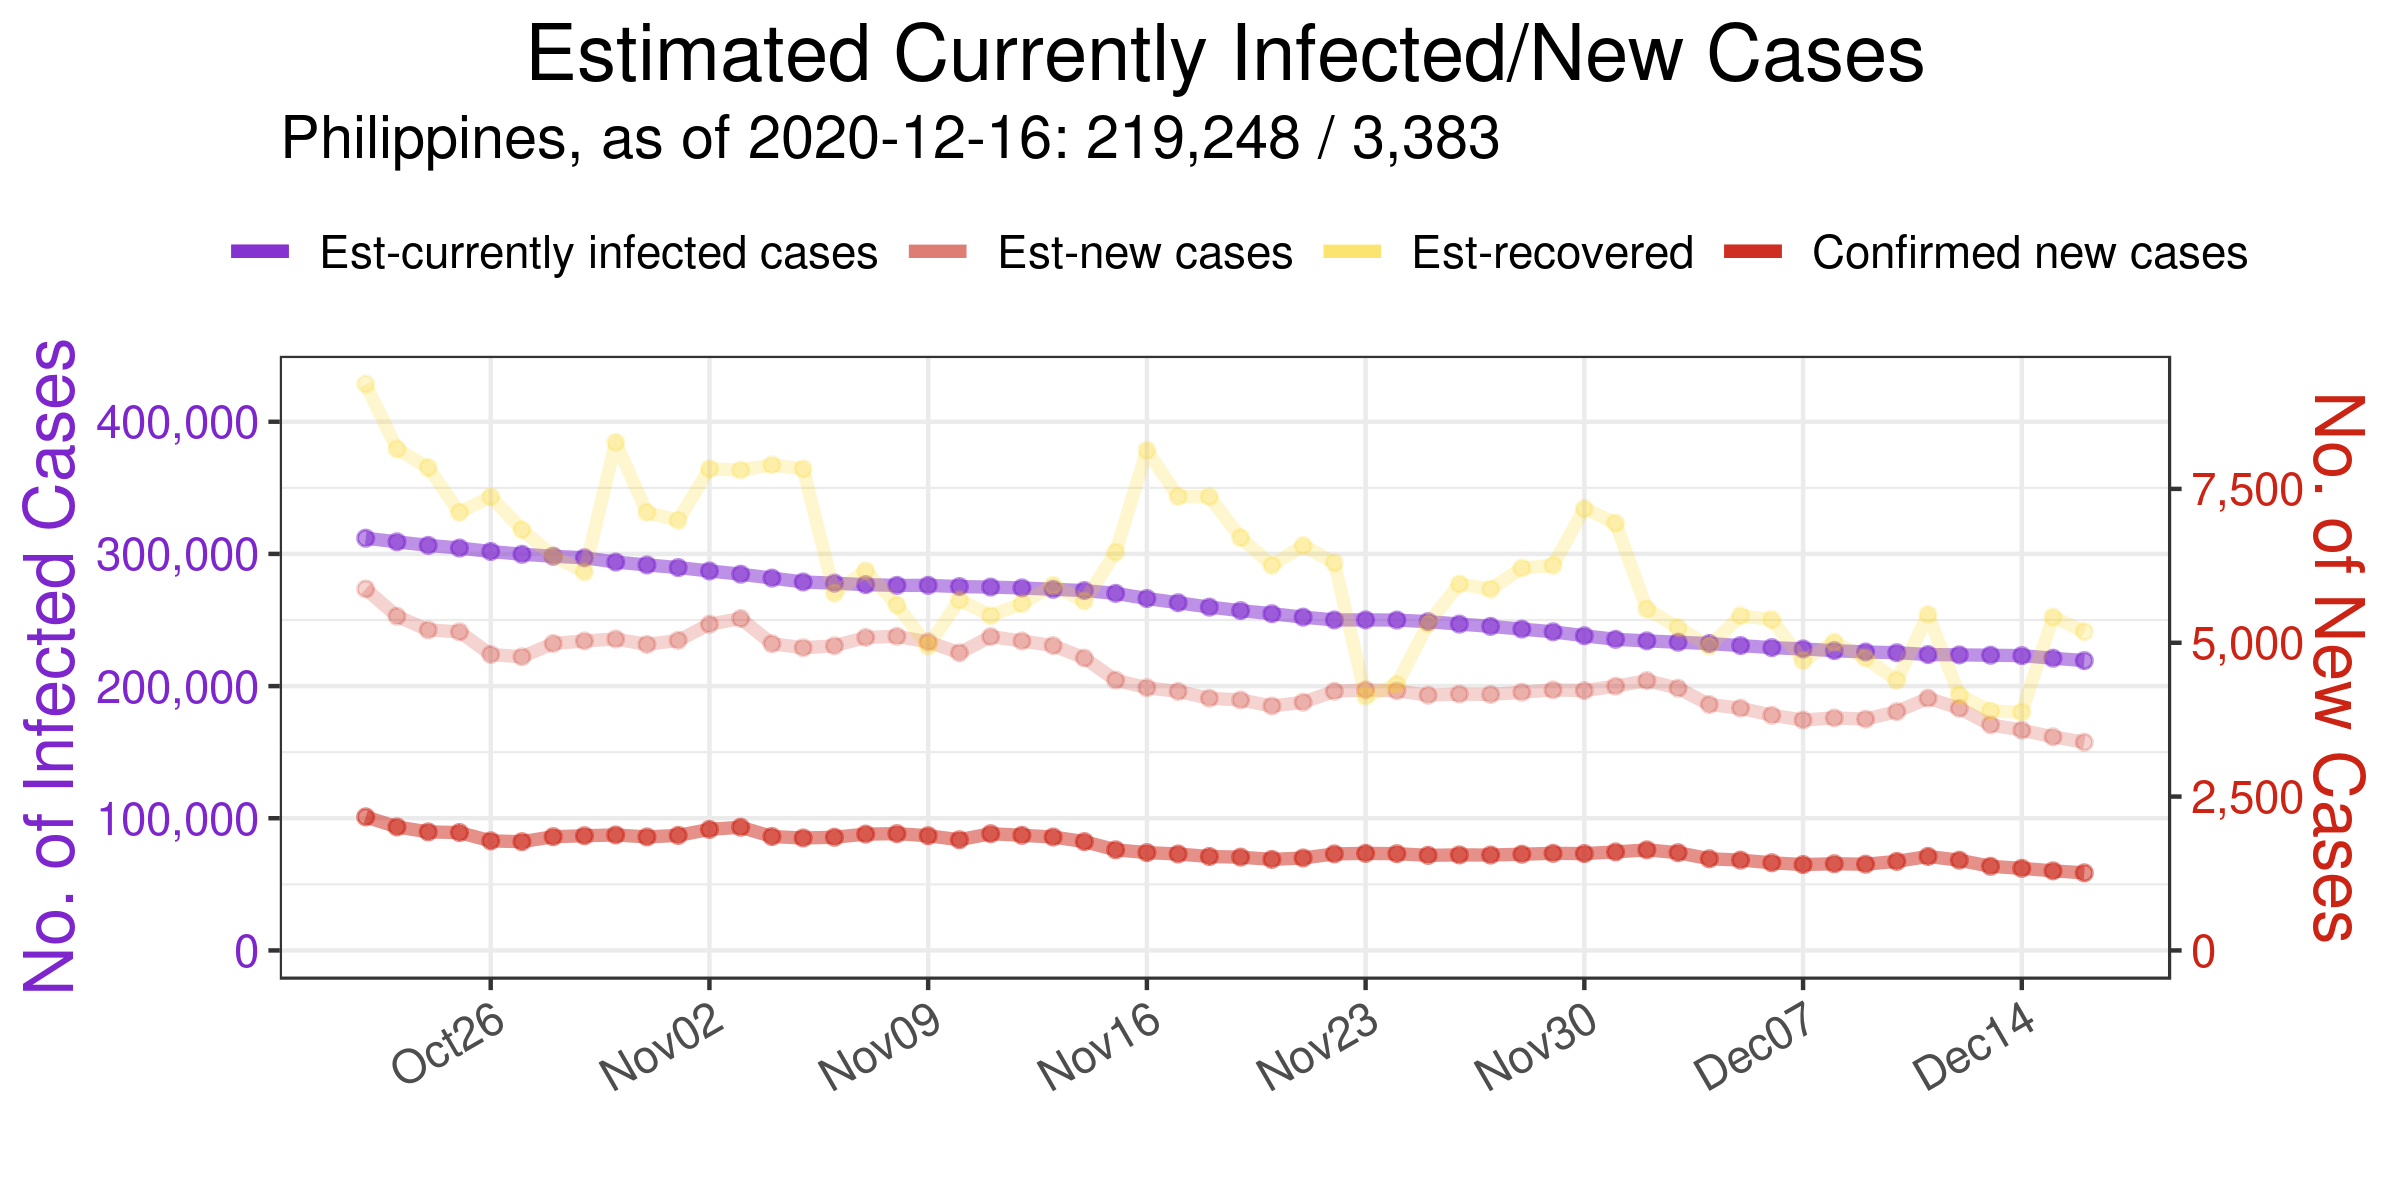 Estimated Currently Infected/New Cases
Philippines, as of 2020-12-16: 219,248 / 3,383
Est-currently infected cases Est-new cases Est-recovered Confirmed new cases
No. of Infected Cases
400,000
300,000
200,000
100,000
0
7,500
5,000
2,500
0
No. of New Cases
Oct26 Nov02 Nov09 Nov16 Nov23 Nov30 Dec07 Dec14